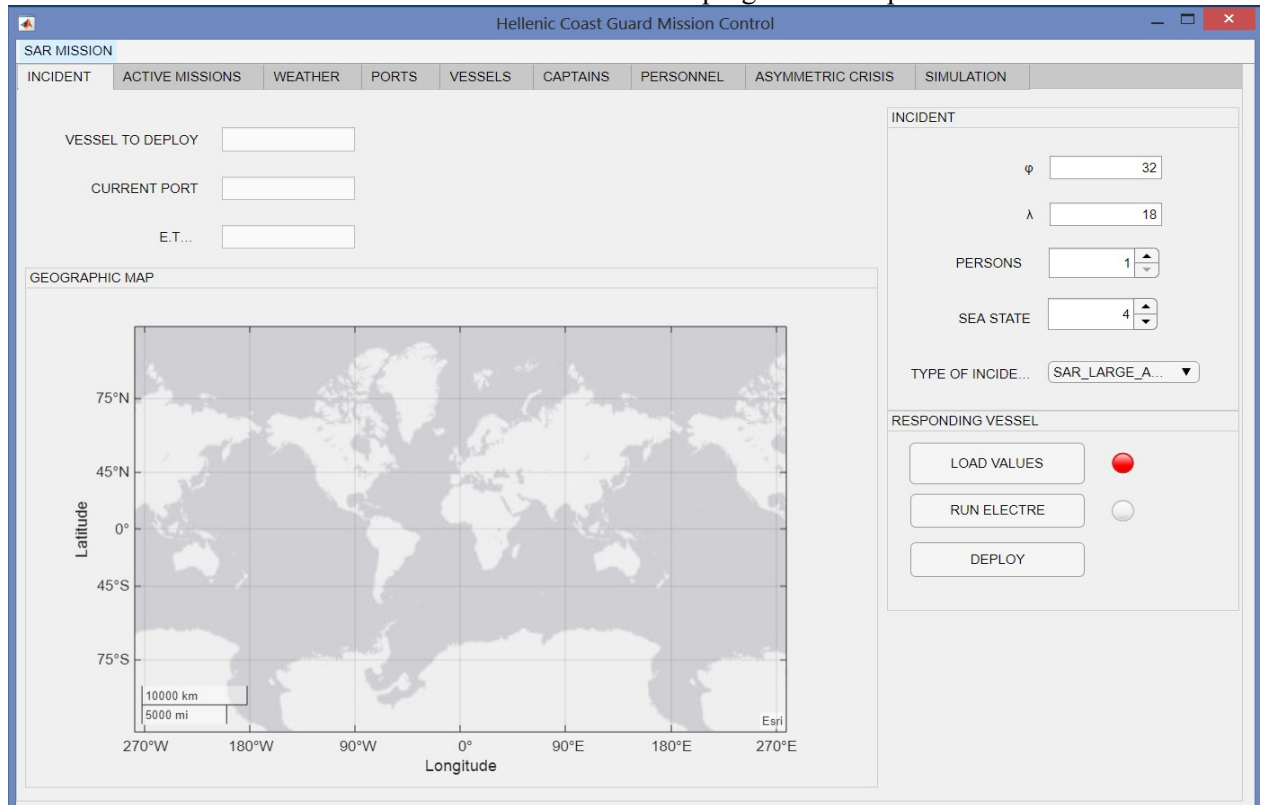 Hellenic Coast Guard Mission Control
SAR MISSION
INCIDENT ACTIVE MISSIONS WEATHER PORTS VESSELS CAPTAINS PERSONNEL ASYMMETRIC CRISIS SIMULATION
VESSEL TO DEPLOY
CURRENT PORT
E.T...
GEOGRAPHIC MAP
75°N
45°N
0°
45°S
75°S
Latitude
10000 km
5000 mi
Esri
270°W 180°W 90°W 0° 90°E 180°E 270°E
Longitude
INCIDENT
φ 32
λ 18
PERSONS 1
SEA STATE 4
TYPE OF INCIDE... SAR_LARGE_A...
RESPONDING VESSEL
LOAD VALUES
RUN ELECTRE
DEPLOY